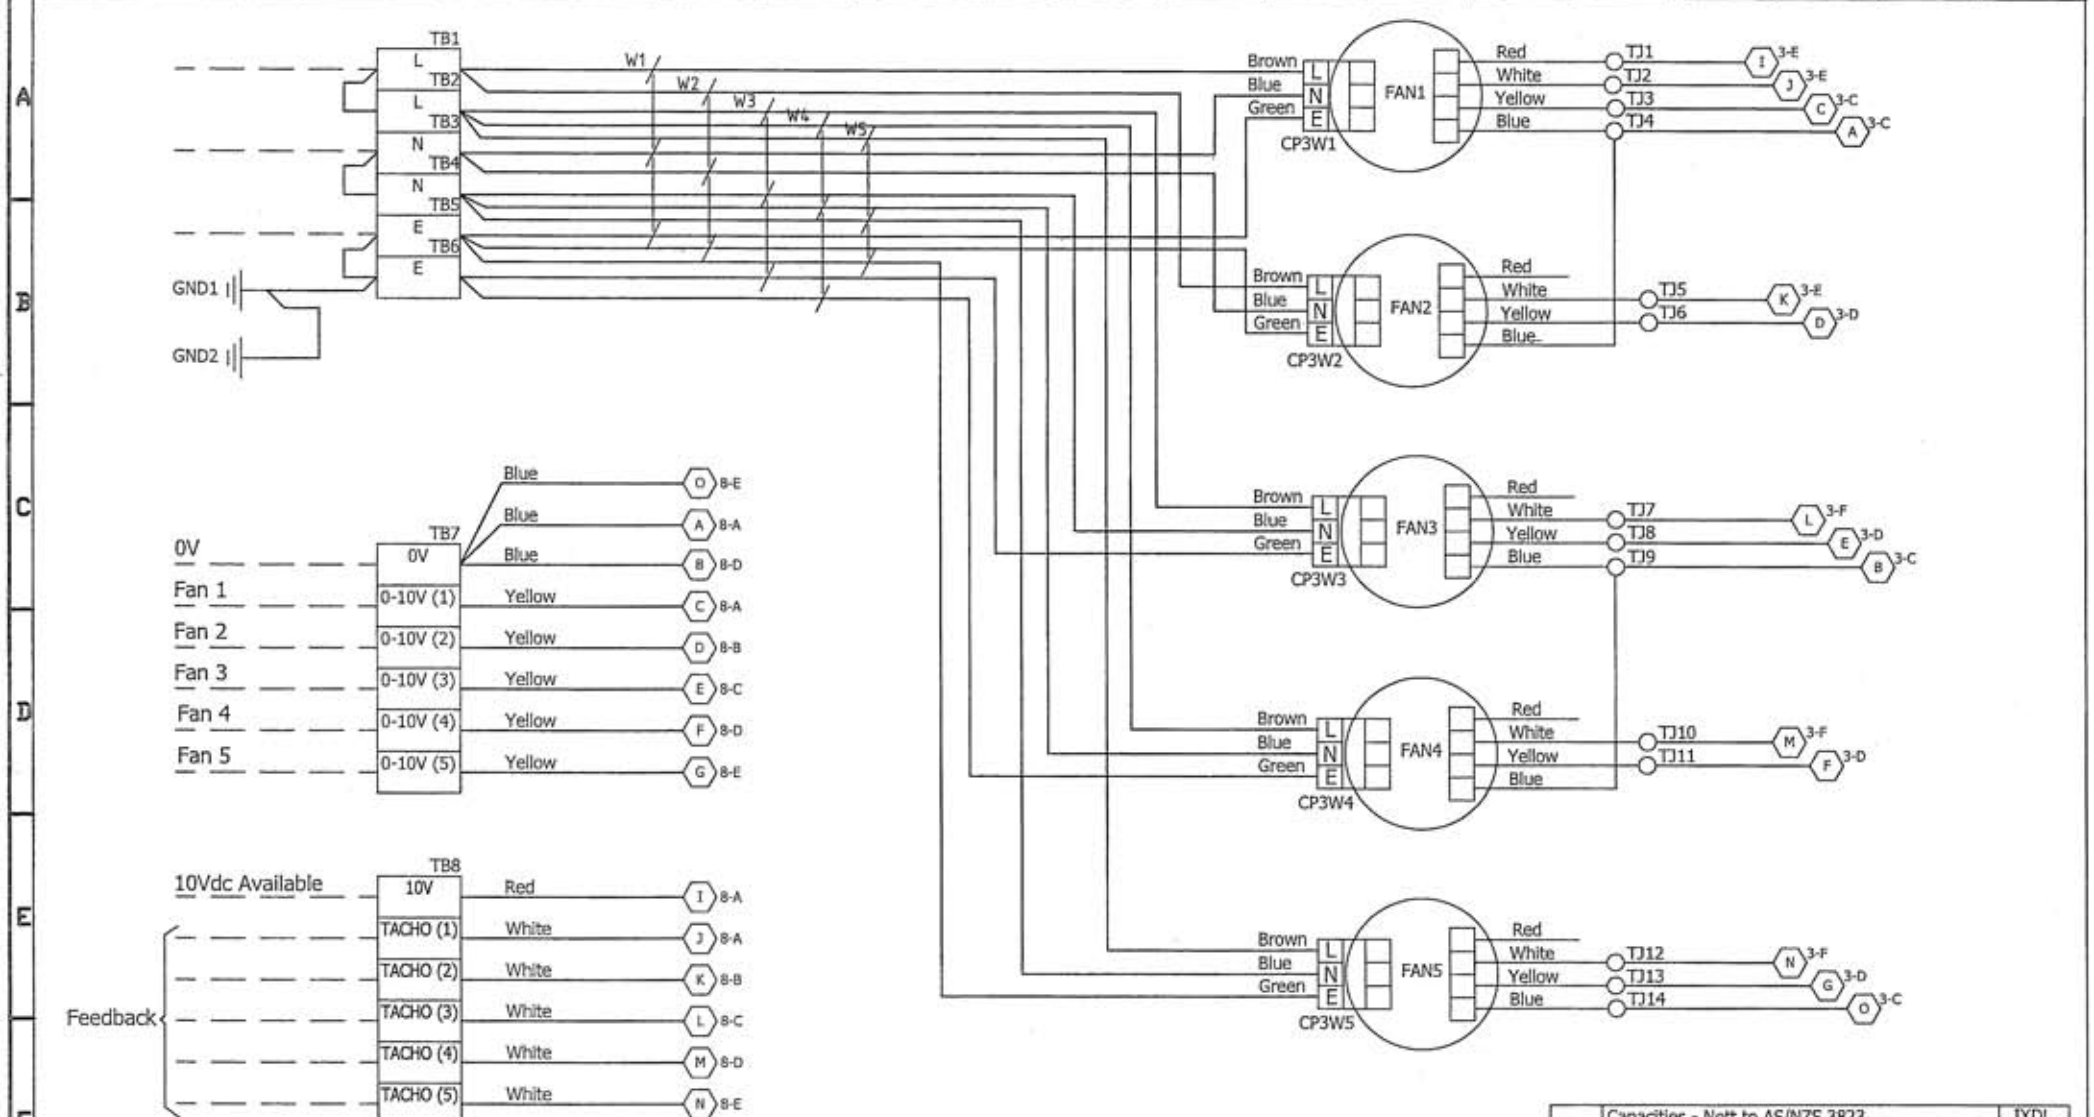 A
B
C
D
E
TB1
L
TB2
L
TB3
N
TB4
N
TB5
E
TB6
E
GND1
GND2
W1
W2
W3
W4
W5
Brown
Blue
Green
L
N
E
CP3W1
FAN1
Red TJ1 I 3-E
White TJ2 J 3-E
Yellow TJ3 C 3-C
Blue TJ4 A 3-C
Brown
Blue
Green
L
N
E
CP3W2
FAN2
Red
White TJ5 K 3-E
Yellow TJ6 D 3-D
Blue
Brown
Blue
Green
L
N
E
CP3W3
FAN3
Red
White TJ7 L 3-F
Yellow TJ8 E 3-D
Blue TJ9 B 3-C
Brown
Blue
Green
L
N
E
CP3W4
FAN4
Red
White TJ10 M 3-F
Yellow TJ11 F 3-D
Blue
Brown
Blue
Green
L
N
E
CP3W5
FAN5
Red
White TJ12 N 3-F
Yellow TJ13 G 3-D
Blue TJ14 O 3-C
Blue O 8-E
Blue A 8-A
TB7
0V 0V Blue B 8-D
Fan 1 0-10V (1) Yellow C 8-A
Fan 2 0-10V (2) Yellow D 8-B
Fan 3 0-10V (3) Yellow E 8-C
Fan 4 0-10V (4) Yellow F 8-D
Fan 5 0-10V (5) Yellow G 8-E
TB8
10Vdc Available 10V Red I 8-A
TACHO (1) White J 8-A
TACHO (2) White K 8-B
Feedback TACHO (3) White L 8-C
TACHO (4) White M 8-D
TACHO (5) White N 8-E
Capacities - Nett to AS/NZS 3823